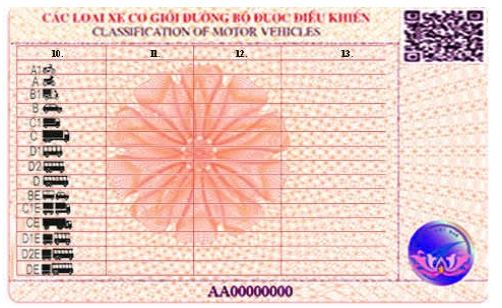 CÁC LOẠI XE CƠ GIỚI ĐƯỜNG BỘ ĐƯỢC ĐIỀU KHIỂN
CLASSIFICATION OF MOTOR VEHICLES
10. 11. 12. 13.
A1
A
B1
B
C1
C
D1
D2
D
BE
C1E
CE
D1E
D2E
DE
AA00000000